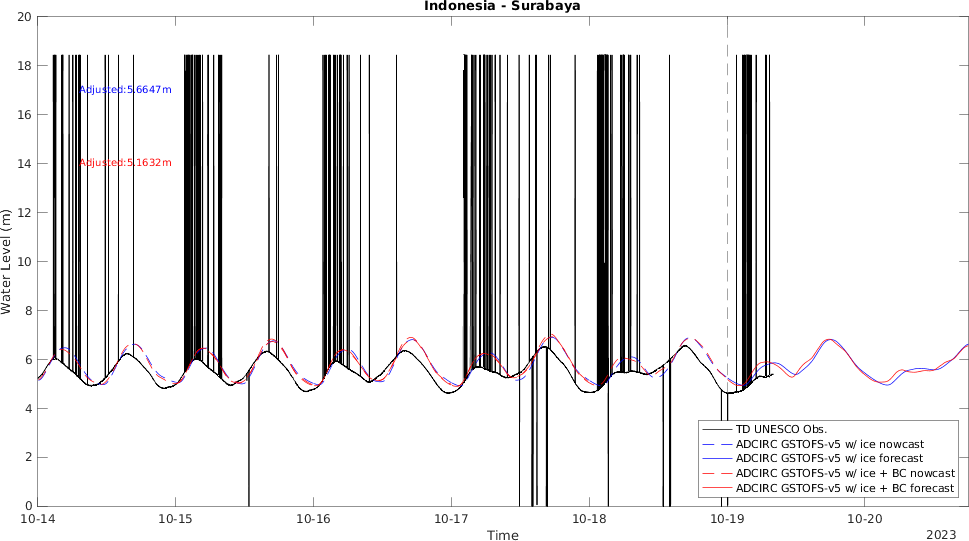 Indonesia - Surabaya
Water Level (m)
20
18
16
14
12
10
8
6
4
2
0
Adjusted:5.6647m
Adjusted:5.1632m
TD UNESCO Obs.
ADCIRC GSTOFS-v5 w/ ice nowcast
ADCIRC GSTOFS-v5 w/ ice forecast
ADCIRC GSTOFS-v5 w/ ice + BC nowcast
ADCIRC GSTOFS-v5 w/ ice + BC forecast
10-14 10-15 10-16 10-17 10-18 10-19 10-20
Time
2023